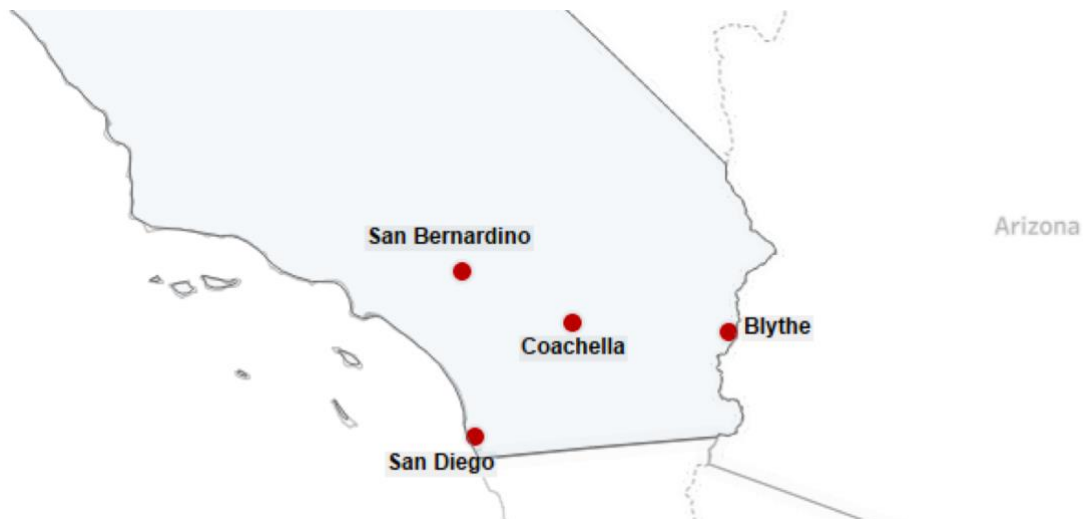 San Bernardino
Arizona
Blythe
Coachella
San Diego